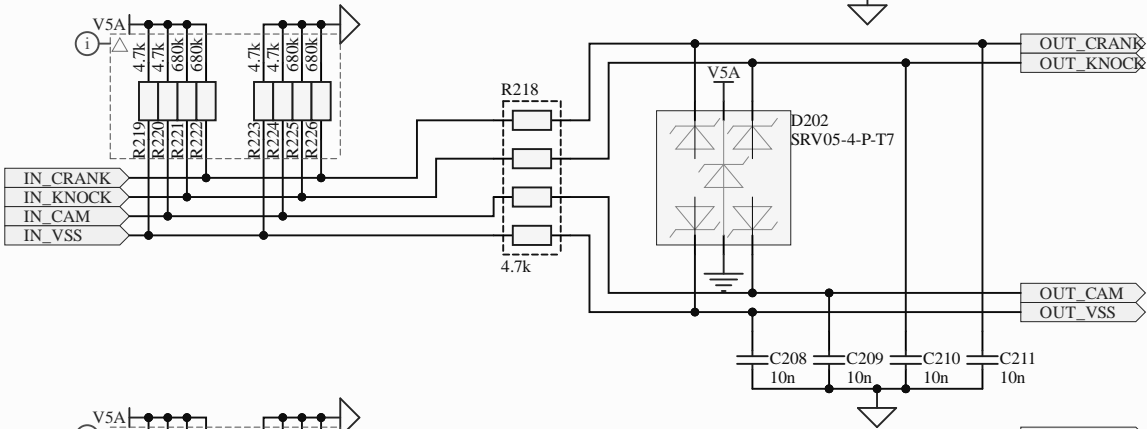 V5A
i
4.7k 4.7k 680k 680k
4.7k 4.7k 680k 680k
R219 R220 R221 R222
R223 R224 R225 R226
IN_CRANK
IN_KNOCK
IN_CAM
IN_VSS
R218
4.7k
V5A
D202
SRV05-4-P-T7
OUT_CRANK
OUT_KNOCK
OUT_CAM
OUT_VSS
C208
10n
C209
10n
C210
10n
C211
10n
V5A